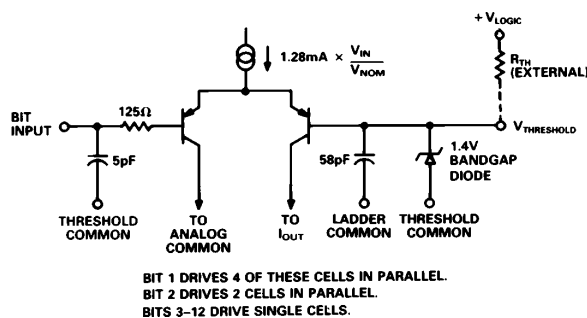 + VLOGIC
1.28mA × VIN
VNOM
RTH
(EXTERNAL)
BIT
INPUT
125Ω
VTHRESHOLD
5pF
58pF
1.4V
BANDGAP
DIODE
THRESHOLD
COMMON
TO
ANALOG
COMMON
TO
IOUT
LADDER
COMMON
THRESHOLD
COMMON
BIT 1 DRIVES 4 OF THESE CELLS IN PARALLEL.
BIT 2 DRIVES 2 CELLS IN PARALLEL.
BITS 3–12 DRIVE SINGLE CELLS.